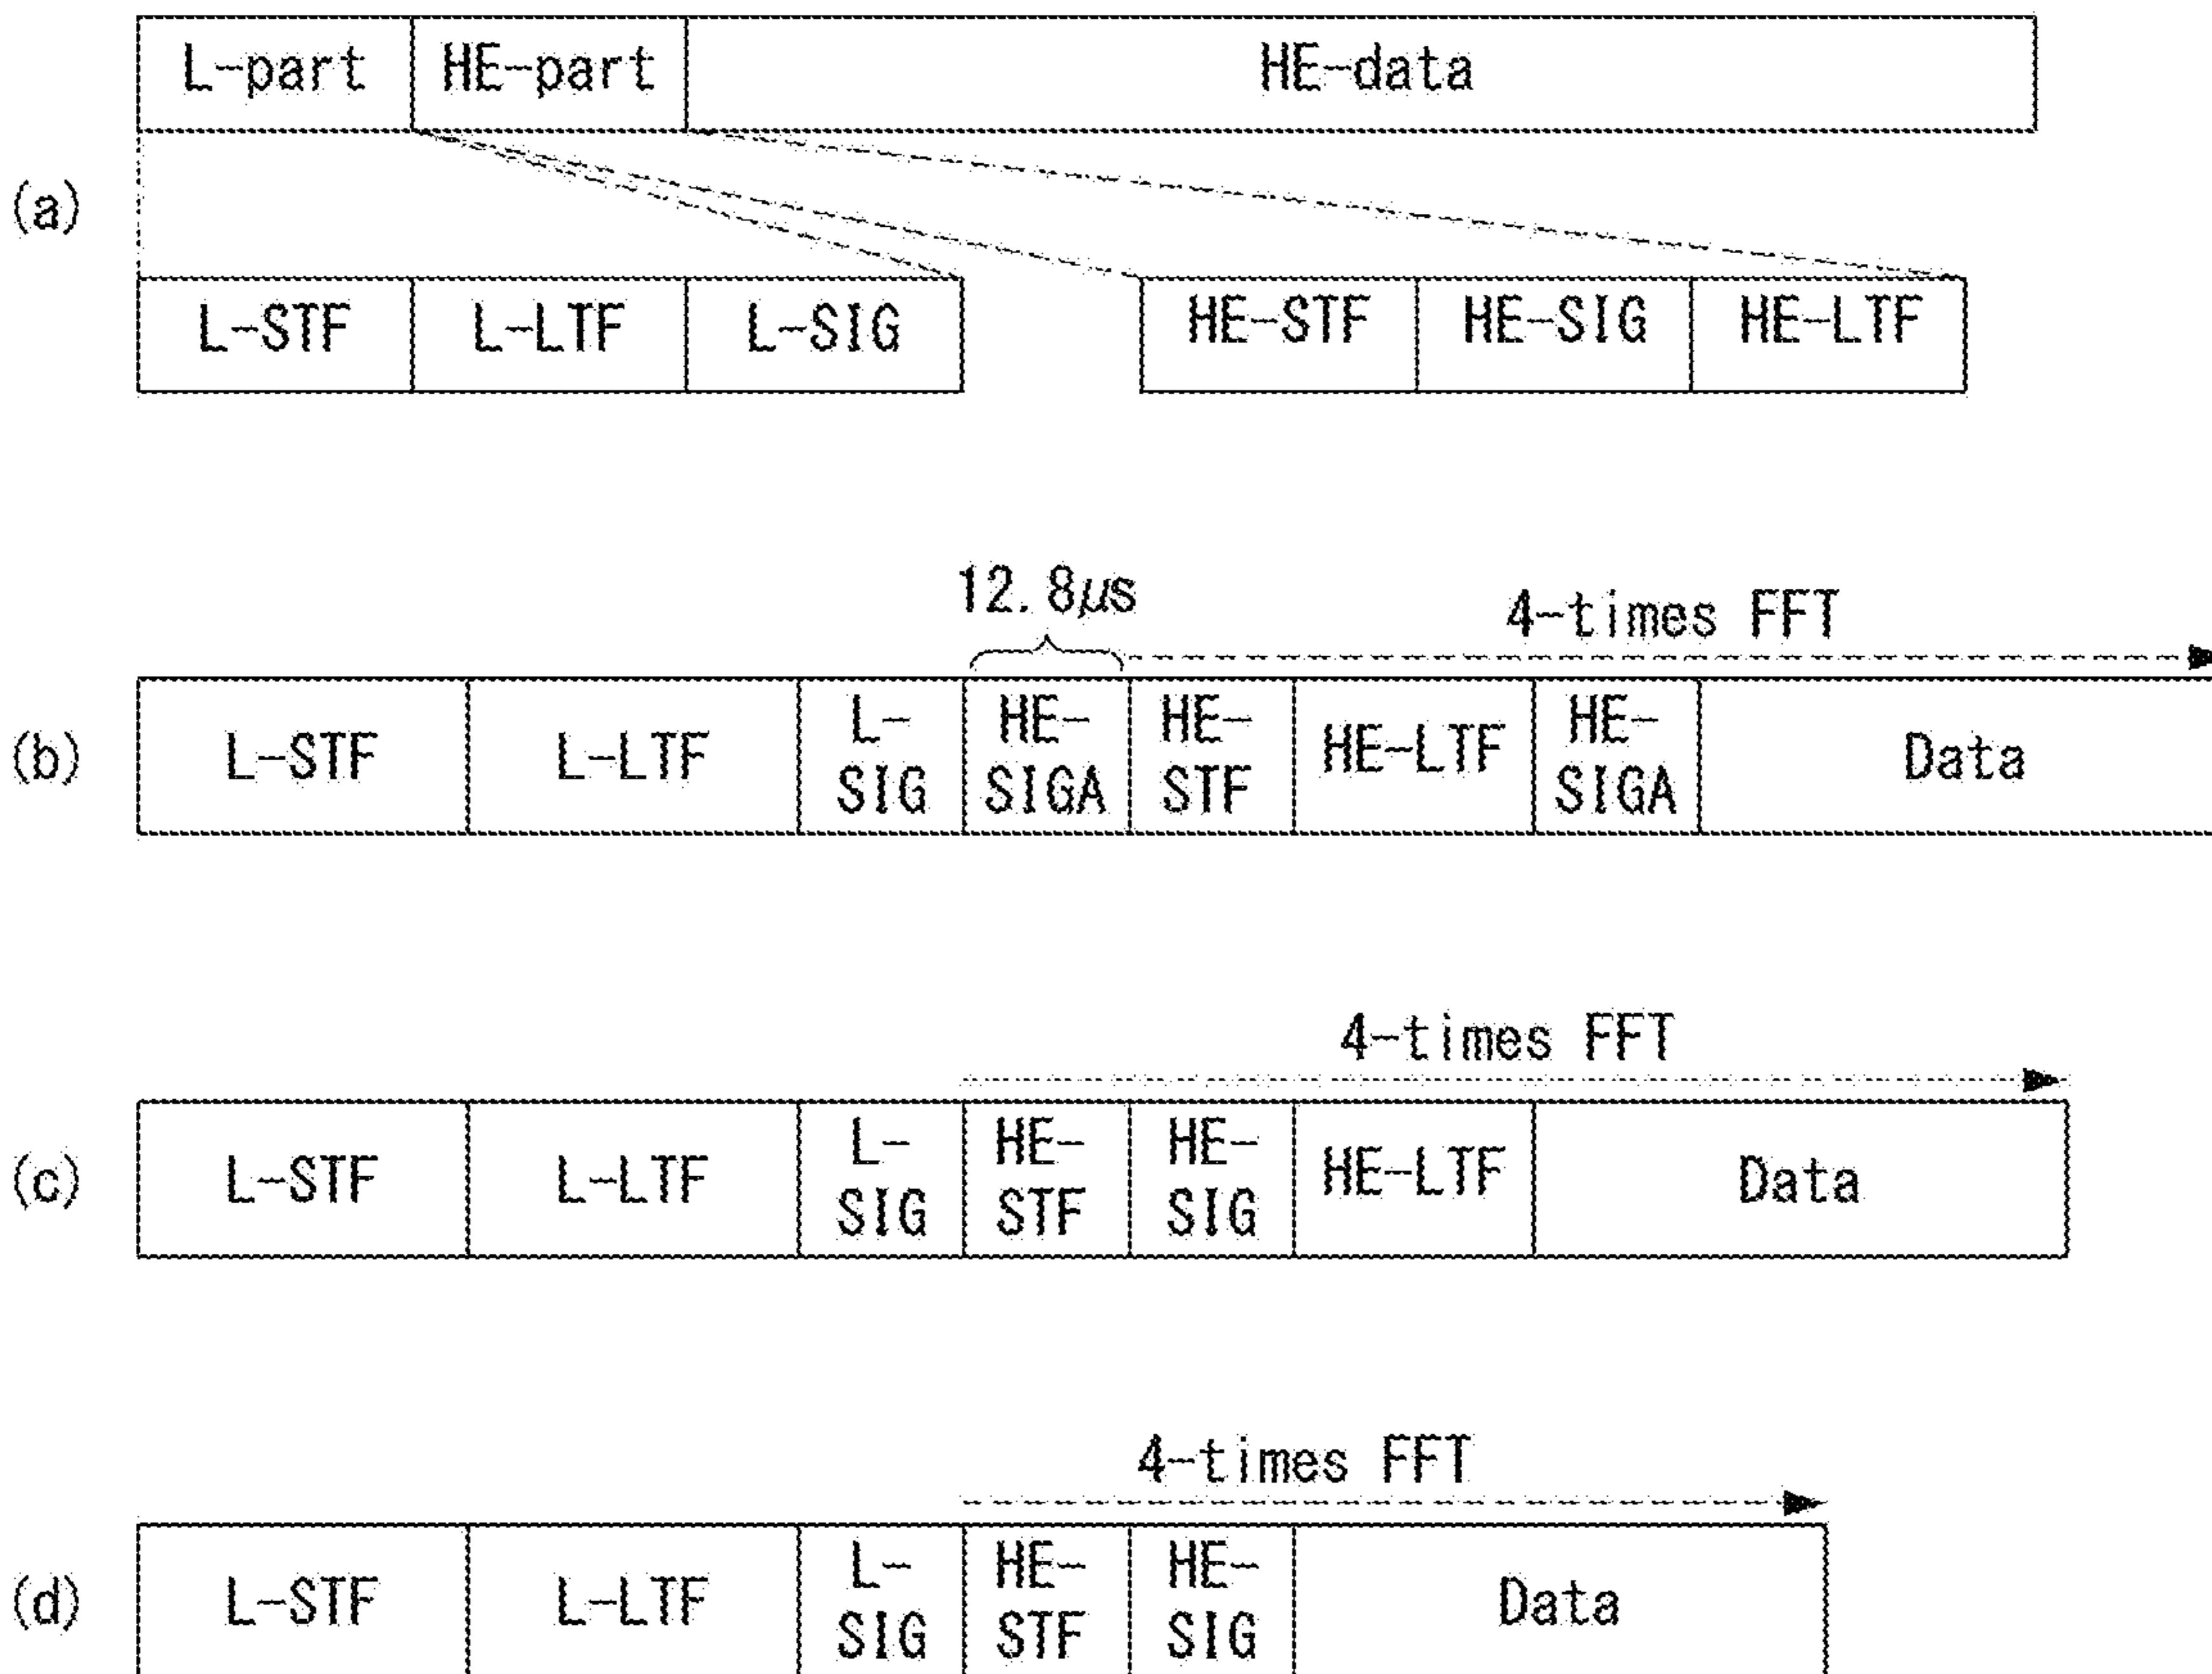 L-part HE-part HE-data
(a)
L-STF L-LTF L-SIG HE-STF HE-SIG HE-LTF
12.8μs 4-times FFT
(b) L-STF L-LTF L-SIG HE-SIGA HE-STF HE-LTF HE-SIGA Data
4-times FFT
(c) L-STF L-LTF L-SIG HE-STF HE-SIG HE-LTF Data
4-times FFT
(d) L-STF L-LTF L-SIG HE-STF HE-SIG Data